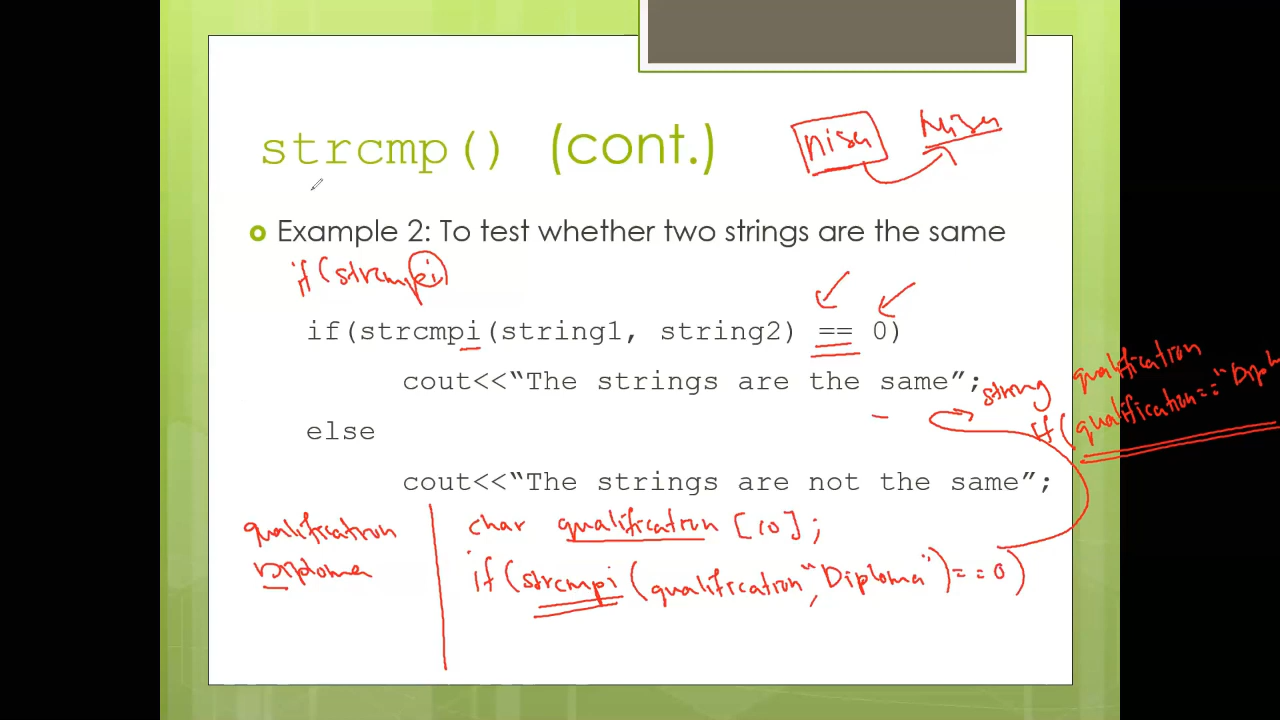 strcmp() (cont.)
nisa Nisa
Example 2: To test whether two strings are the same
if(strcmpi
if(strcmpi(string1, string2) == 0)
cout<<“The strings are the same”;
string qualification
if(qualification=="Diplom
else
cout<<“The strings are not the same”;
qualification
Diploma
char qualification [10];
if(strcmpi(qualification,"Diploma")==0)